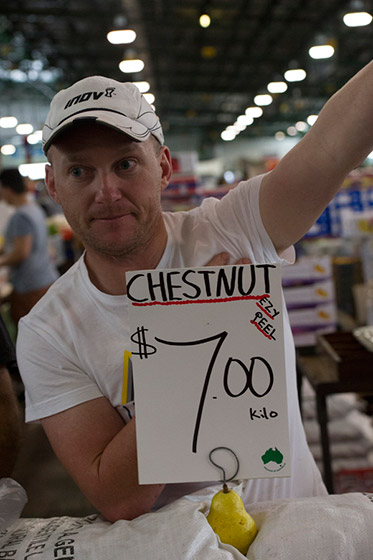 INOV8
CHESTNUT
EZY
PEEL
$7.00
Kilo